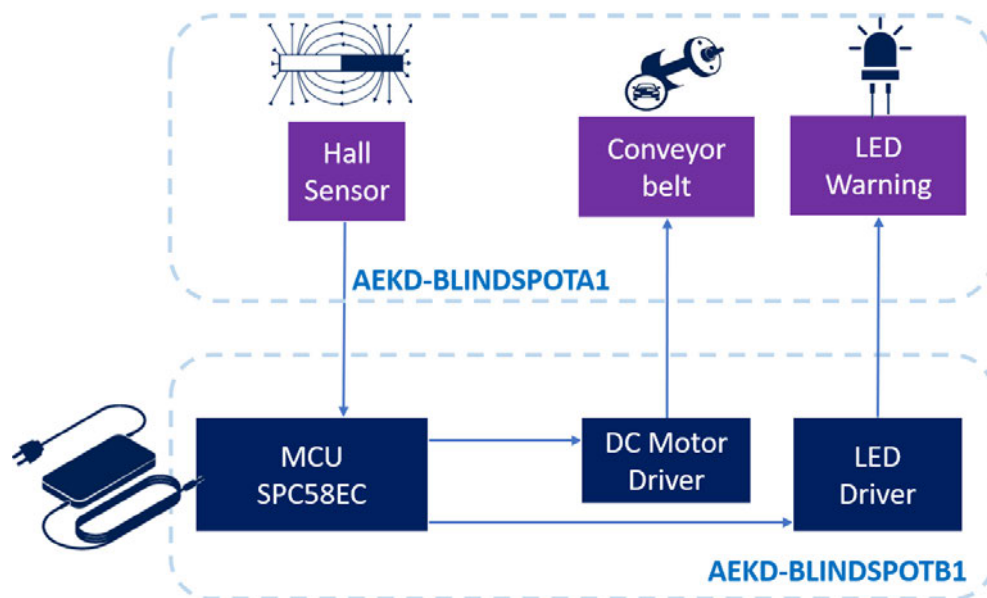 Hall
Sensor
Conveyor
belt
LED
Warning
AEKD-BLINDSPOTA1
MCU
SPC58EC
DC Motor
Driver
LED
Driver
AEKD-BLINDSPOTB1